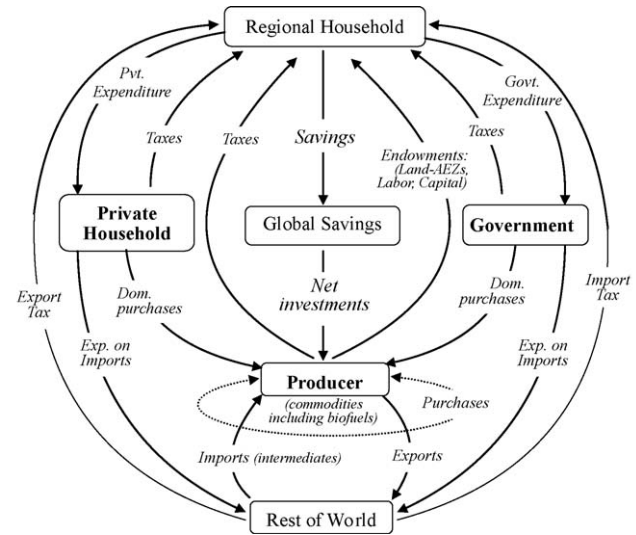 Regional Household
Pvt.
Expenditure
Govt.
Expenditure
Taxes
Taxes
Savings
Endowments:
(Land-AEZs,
Labor, Capital)
Taxes
Private
Household
Global Savings
Government
Export
Tax
Dom.
purchases
Net
investments
Dom.
purchases
Import
Tax
Exp. on
Imports
Exp. on
Imports
Producer
(commodities
including biofuels)
Purchases
Imports (intermediates)
Exports
Rest of World